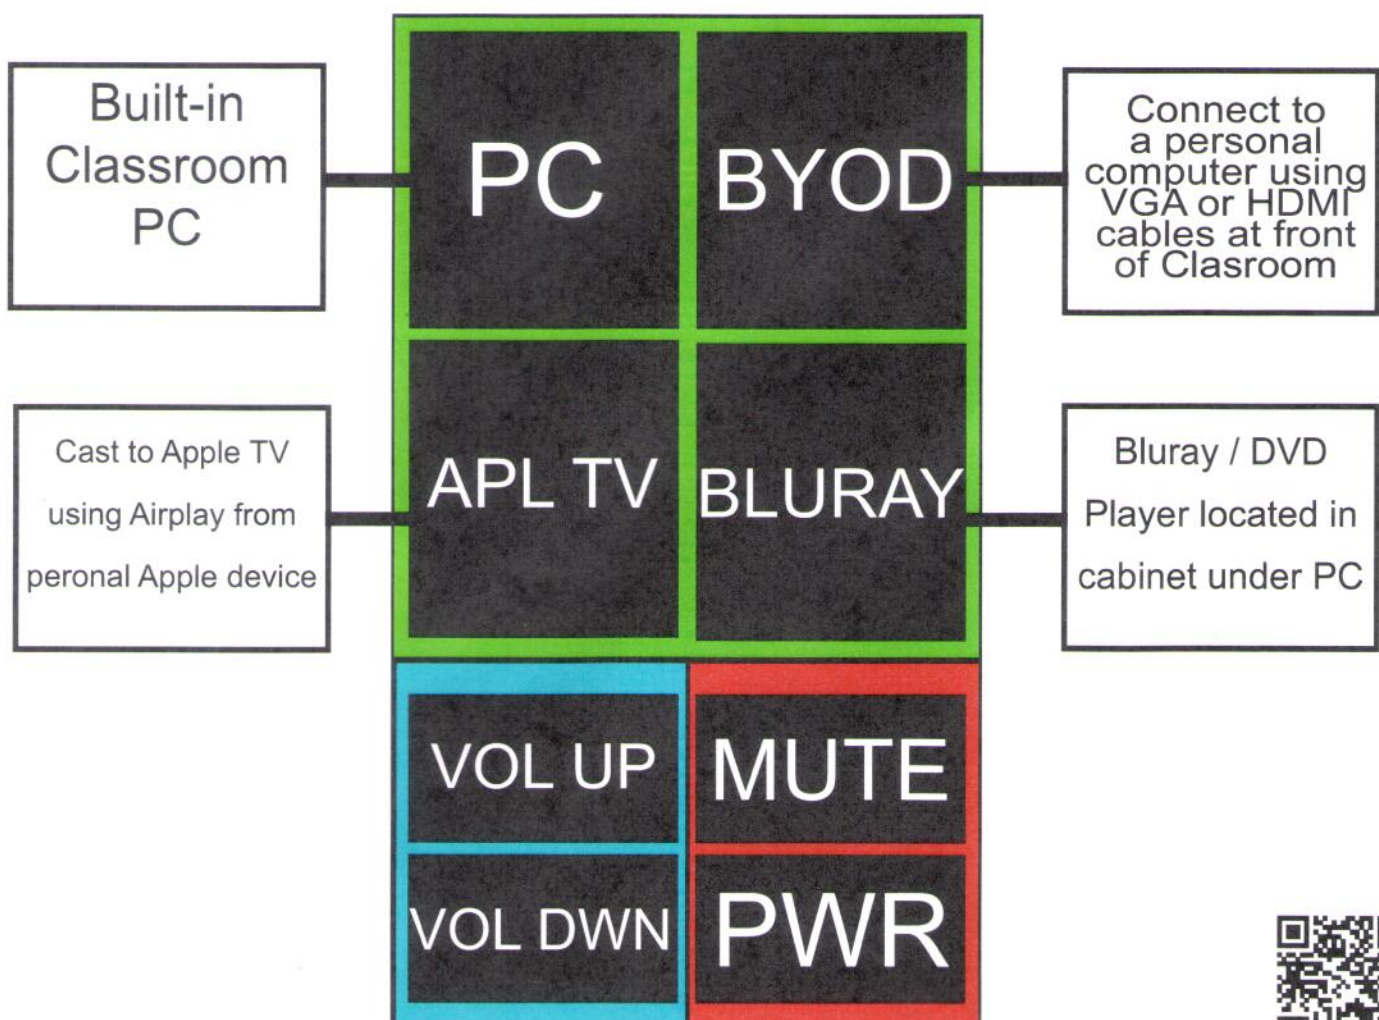 Built-in
Classroom
PC
PC
BYOD
Connect to
a personal
computer using
VGA or HDMI
cables at front
of Clasroom
Cast to Apple TV
using Airplay from
peronal Apple device
APL TV
BLURAY
Bluray / DVD
Player located in
cabinet under PC
VOL UP
MUTE
VOL DWN
PWR